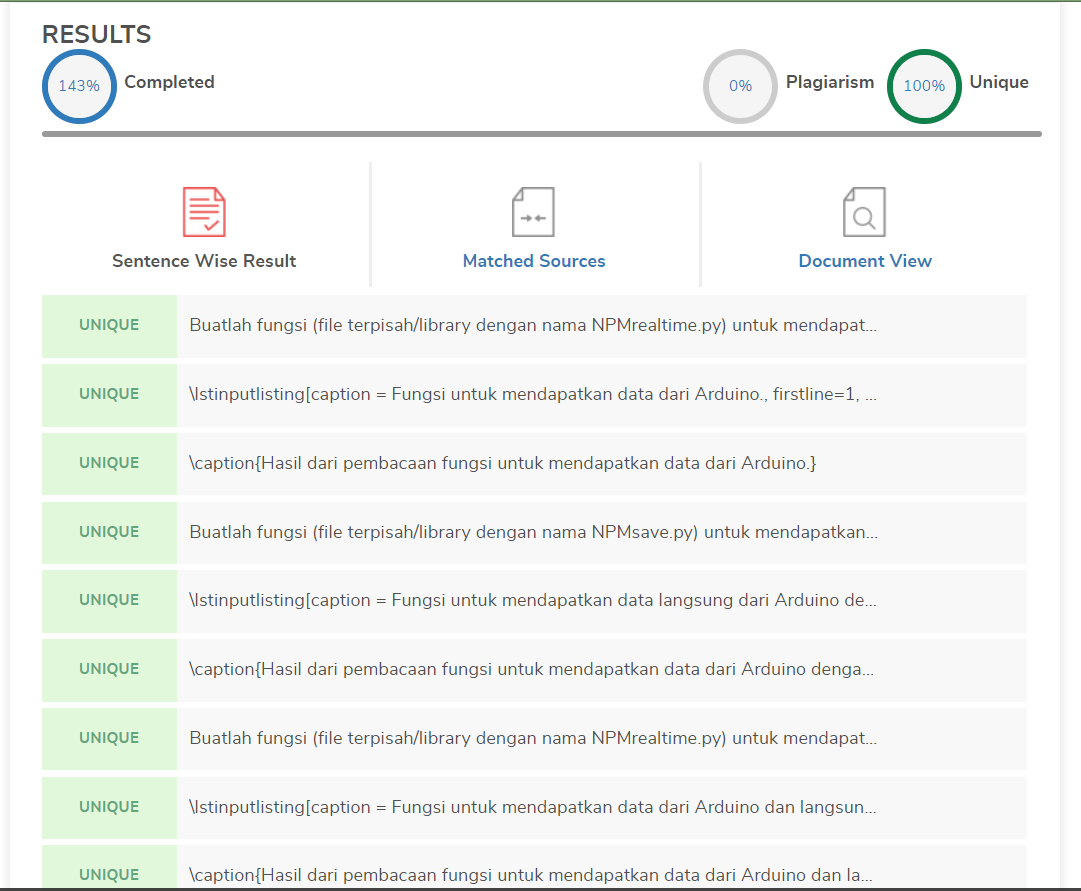 RESULTS
143% Completed 0% Plagiarism 100% Unique
Sentence Wise Result Matched Sources Document View
UNIQUE Buatlah fungsi (file terpisah/library dengan nama NPMrealtime.py) untuk mendapat...
UNIQUE \lstinputlisting[caption = Fungsi untuk mendapatkan data dari Arduino., firstline=1, ...
UNIQUE \caption{Hasil dari pembacaan fungsi untuk mendapatkan data dari Arduino.}
UNIQUE Buatlah fungsi (file terpisah/library dengan nama NPMsave.py) untuk mendapatkan...
UNIQUE \lstinputlisting[caption = Fungsi untuk mendapatkan data langsung dari Arduino de...
UNIQUE \caption{Hasil dari pembacaan fungsi untuk mendapatkan data dari Arduino denga...
UNIQUE Buatlah fungsi (file terpisah/library dengan nama NPMrealtime.py) untuk mendapat...
UNIQUE \lstinputlisting[caption = Fungsi untuk mendapatkan data dari Arduino dan langsun...
UNIQUE \caption{Hasil dari pembacaan fungsi untuk mendapatkan data dari Arduino dan la...